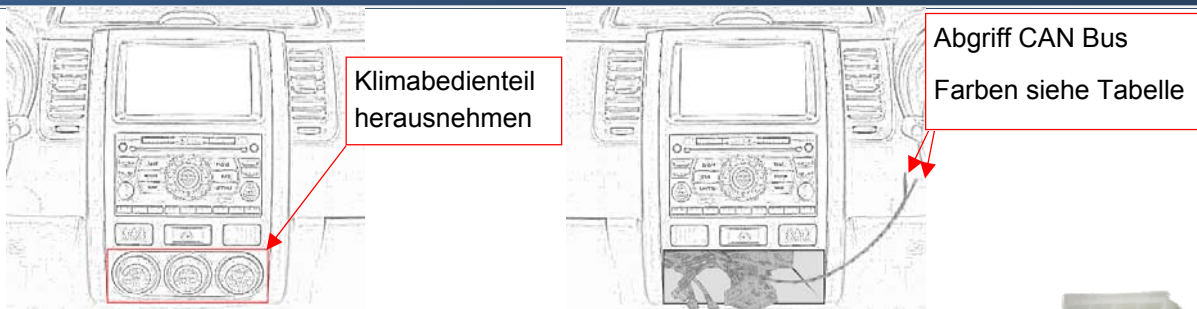 Klimabedienteil
herausnehmen
Abgriff CAN Bus
Farben siehe Tabelle